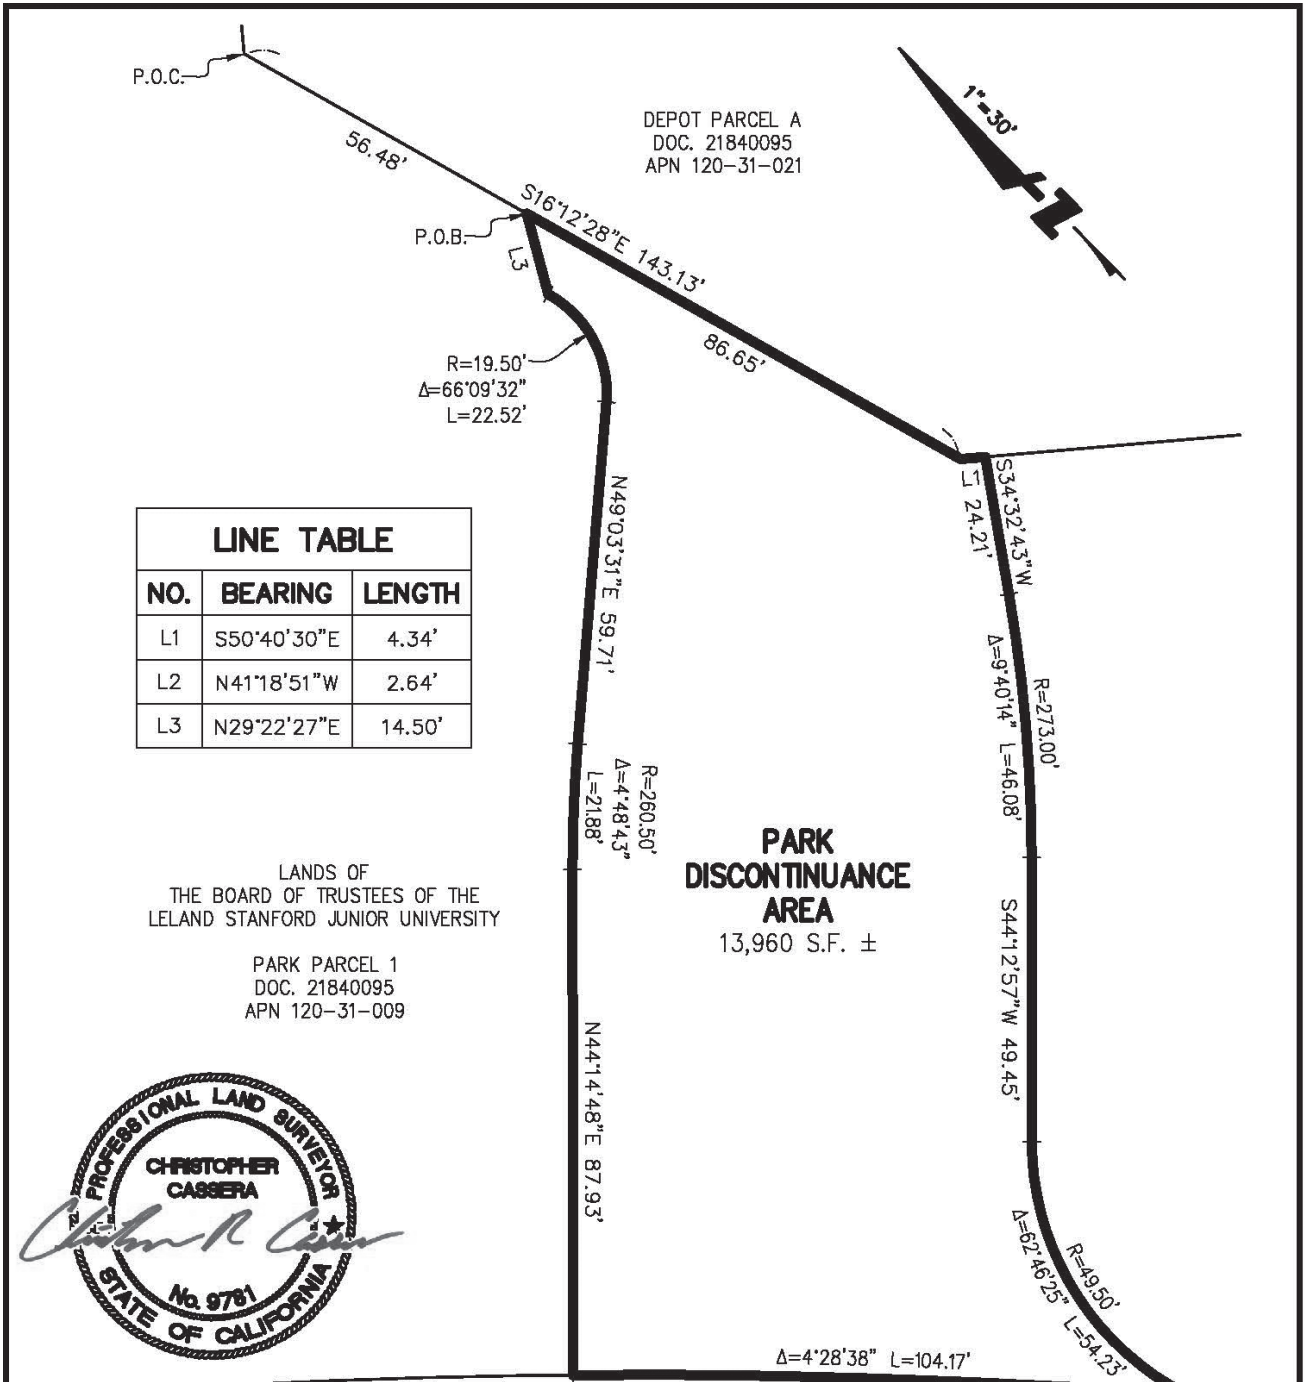 P.O.C.
56.48'
DEPOT PARCEL A
DOC. 21840095
APN 120-31-021
1"=30'
Z
P.O.B.
S16°12'28"E 143.13'
L3
86.65'
R=19.50'
Δ=66°09'32"
L=22.52'
L1
S34°32'43"W
24.21'
N49°03'31"E 59.71'
LINE TABLE
NO. BEARING LENGTH
L1 S50°40'30"E 4.34'
L2 N41°18'51"W 2.64'
L3 N29°22'27"E 14.50'
R=273.00'
Δ=9°40'14" L=46.08'
R=260.50'
Δ=4°48'43"
L=21.88'
PARK
DISCONTINUANCE
AREA
13,960 S.F. ±
LANDS OF
THE BOARD OF TRUSTEES OF THE
LELAND STANFORD JUNIOR UNIVERSITY
PARK PARCEL 1
DOC. 21840095
APN 120-31-009
S44°12'57"W 49.45'
N44°14'48"E 87.93'
PROFESSIONAL LAND SURVEYOR
CHRISTOPHER
CASSERA
No. 9761
STATE OF CALIFORNIA
R=49.50'
Δ=62°46'25" L=54.23'
Δ=4°28'38" L=104.17'